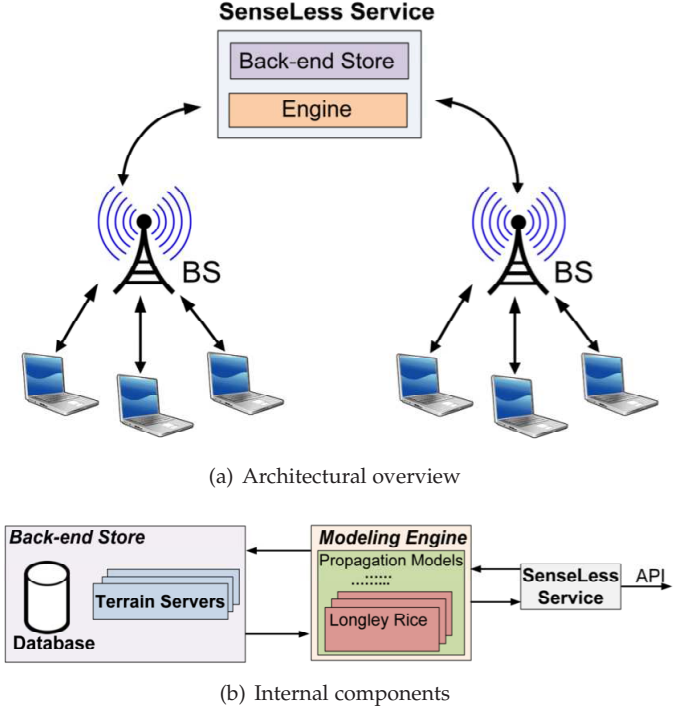 SenseLess Service
Back-end Store
Engine
BS
BS
(a) Architectural overview
Back-end Store
Database
Terrain Servers
Modeling Engine
Propagation Models
.........
Longley Rice
SenseLess
Service
API
(b) Internal components